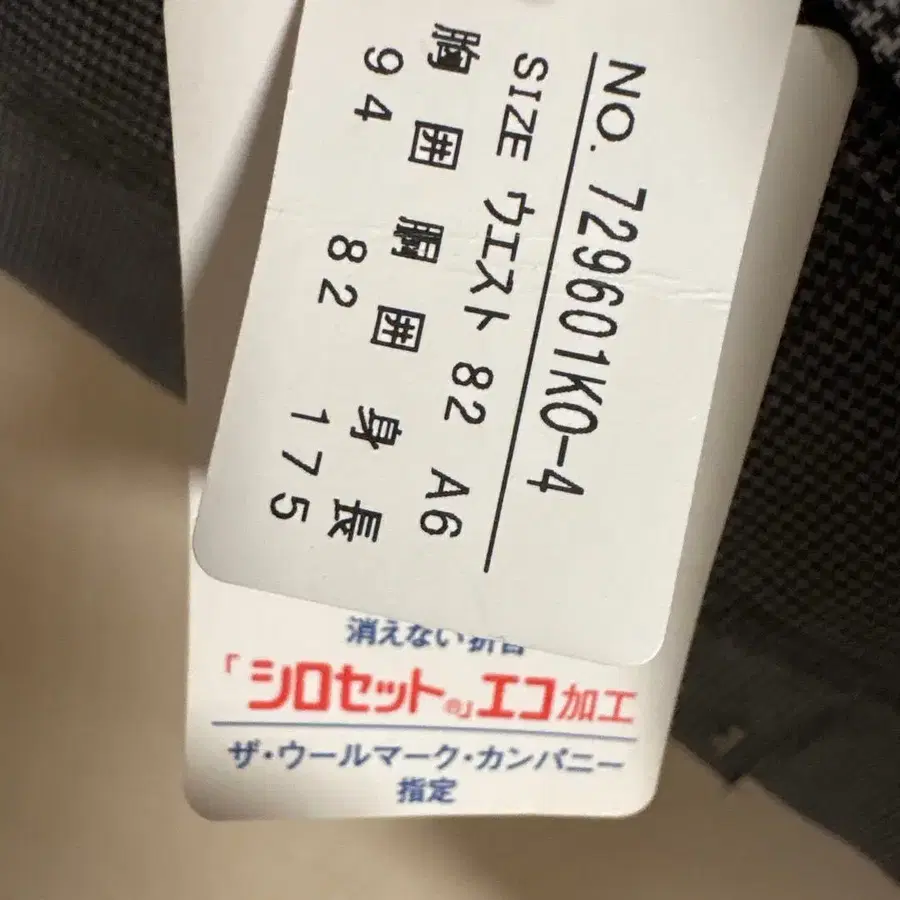 NO. 729601KO-4
SIZE ウエスト 82 A6
胸囲 胴囲 身長
94 82 175
消えない折目
「シロセット®」エコ加工
ザ・ウールマーク・カンパニー
指定